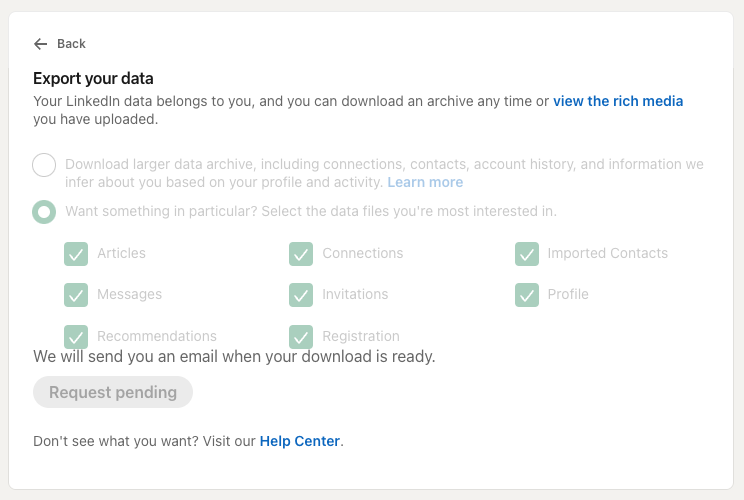 Back
Export your data
Your LinkedIn data belongs to you, and you can download an archive any time or view the rich media
you have uploaded.
Download larger data archive, including connections, contacts, account history, and information we
infer about you based on your profile and activity. Learn more
Want something in particular? Select the data files you're most interested in.
Articles Connections Imported Contacts
Messages Invitations Profile
Recommendations Registration
We will send you an email when your download is ready.
Request pending
Don't see what you want? Visit our Help Center.